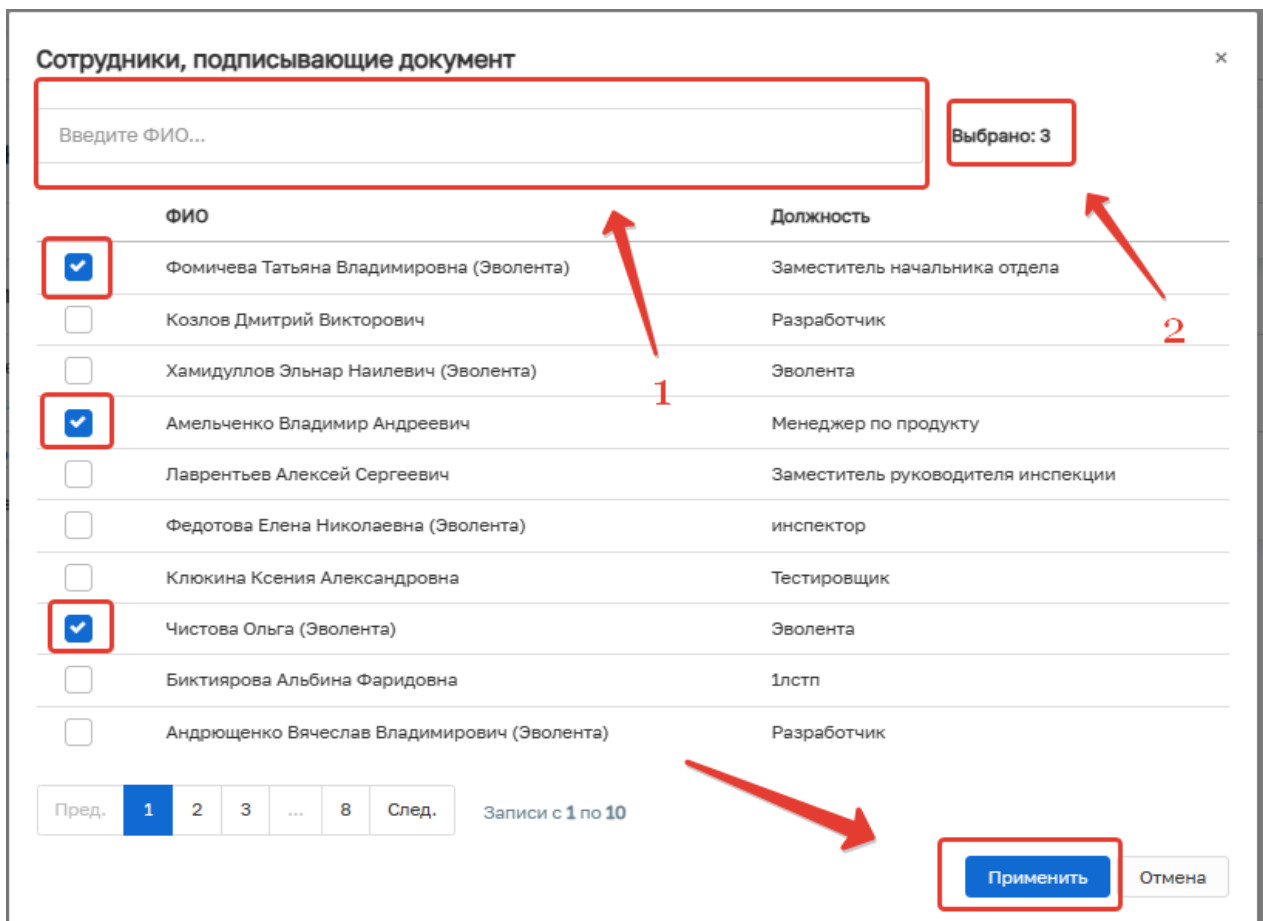 Сотрудники, подписывающие документ ×
Введите ФИО... Выбрано: 3
ФИО Должность
Фомичева Татьяна Владимировна (Эволента) Заместитель начальника отдела
Козлов Дмитрий Викторович Разработчик
2
Хамидуллов Эльнар Наилевич (Эволента) Эволента
1
Амельченко Владимир Андреевич Менеджер по продукту
Лаврентьев Алексей Сергеевич Заместитель руководителя инспекции
Федотова Елена Николаевна (Эволента) инспектор
Клюкина Ксения Александровна Тестировщик
Чистова Ольга (Эволента) Эволента
Биктиярова Альбина Фаридовна 1лстп
Андрющенко Вячеслав Владимирович (Эволента) Разработчик
Пред. 1 2 3 ... 8 След. Записи с 1 по 10
Применить Отмена